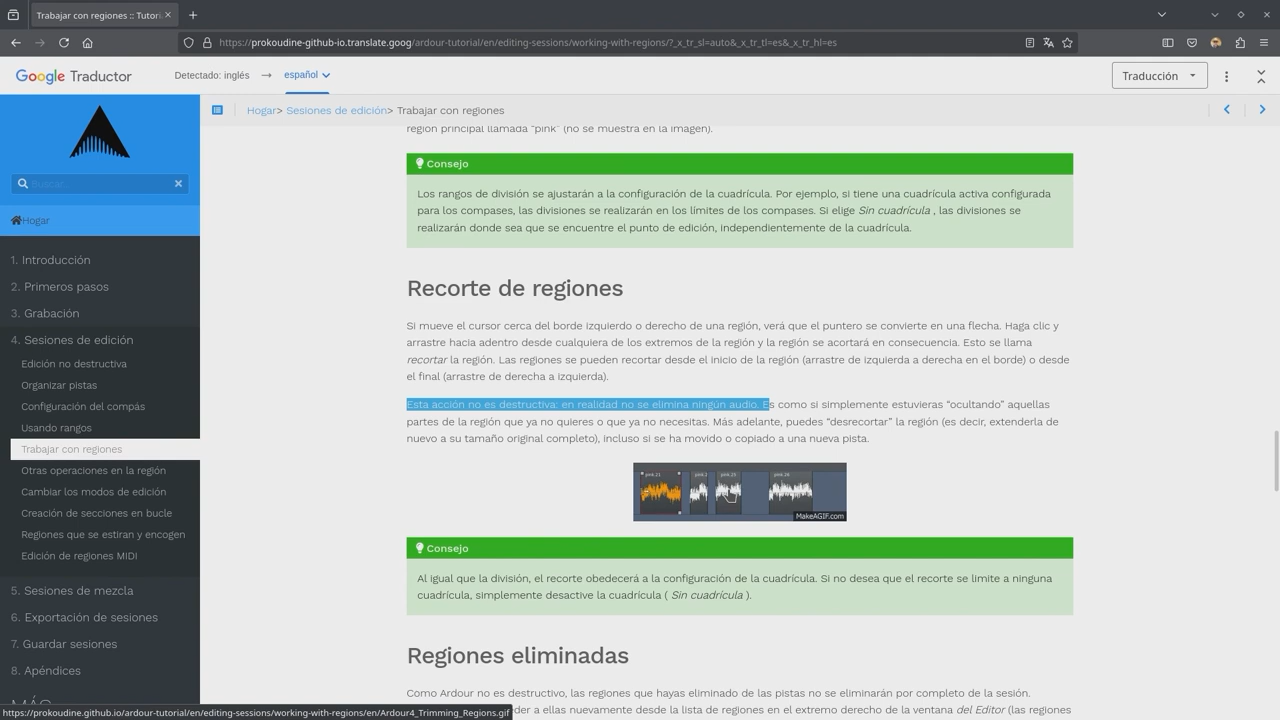 Trabajar con regiones :: Tutori
https://prokoudine-github-io.translate.goog/ardour-tutorial/en/editing-sessions/working-with-regions/?_x_tr_sl=auto&_x_tr_tl=es&_x_tr_hl=es
Google Traductor
Detectado: inglés → español
Traducción
Hogar> Sesiones de edición> Trabajar con regiones
Buscar...
Hogar
1. Introducción
2. Primeros pasos
3. Grabación
4. Sesiones de edición
Edición no destructiva
Organizar pistas
Configuración del compás
Usando rangos
Trabajar con regiones
Otras operaciones en la región
Cambiar los modos de edición
Creación de secciones en bucle
Regiones que se estiran y encogen
Edición de regiones MIDI
5. Sesiones de mezcla
6. Exportación de sesiones
7. Guardar sesiones
8. Apéndices
MÁS
región principal llamada “pink” (no se muestra en la imagen).
Consejo
Los rangos de división se ajustarán a la configuración de la cuadrícula. Por ejemplo, si tiene una cuadrícula activa configurada
para los compases, las divisiones se realizarán en los límites de los compases. Si elige Sin cuadrícula , las divisiones se
realizarán donde sea que se encuentre el punto de edición, independientemente de la cuadrícula.
Recorte de regiones
Si mueve el cursor cerca del borde izquierdo o derecho de una región, verá que el puntero se convierte en una flecha. Haga clic y
arrastre hacia adentro desde cualquiera de los extremos de la región y la región se acortará en consecuencia. Esto se llama
recortar la región. Las regiones se pueden recortar desde el inicio de la región (arrastre de izquierda a derecha en el borde) o desde
el final (arrastre de derecha a izquierda).
Esta acción no es destructiva: en realidad no se elimina ningún audio. Es como si simplemente estuvieras “ocultando” aquellas
partes de la región que ya no quieres o que ya no necesitas. Más adelante, puedes “desrecortar” la región (es decir, extenderla de
nuevo a su tamaño original completo), incluso si se ha movido o copiado a una nueva pista.
MakeAGIF.com
Consejo
Al igual que la división, el recorte obedecerá a la configuración de la cuadrícula. Si no desea que el recorte se limite a ninguna
cuadrícula, simplemente desactive la cuadrícula ( Sin cuadrícula ).
Regiones eliminadas
Como Ardour no es destructivo, las regiones que hayas eliminado de las pistas no se eliminarán por completo de la sesión.
der a ellas nuevamente desde la lista de regiones en el extremo derecho de la ventana del Editor (las regiones
https://prokoudine.github.io/ardour-tutorial/en/editing-sessions/working-with-regions/en/Ardour4_Trimming_Regions.gif